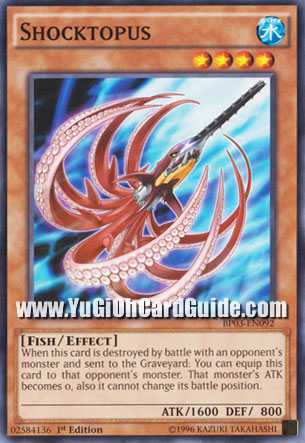 Shocktopus
WATER
水
www.YuGiOhCardGuide.com
BP03-EN092
[Fish/Effect]
When this card is destroyed by battle with an opponent's
monster and sent to the Graveyard: You can equip this
card to that opponent's monster. That monster's ATK
becomes 0, also it cannot change its battle position.
ATK/1600 DEF/ 800
02584136 1st Edition ©1996 KAZUKI TAKAHASHI